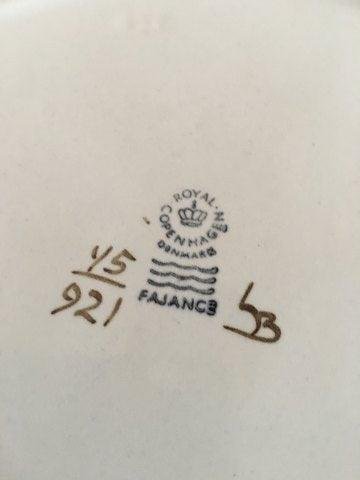 ROYAL COPENHAGEN
DENMARK
FAJANCE
45
921